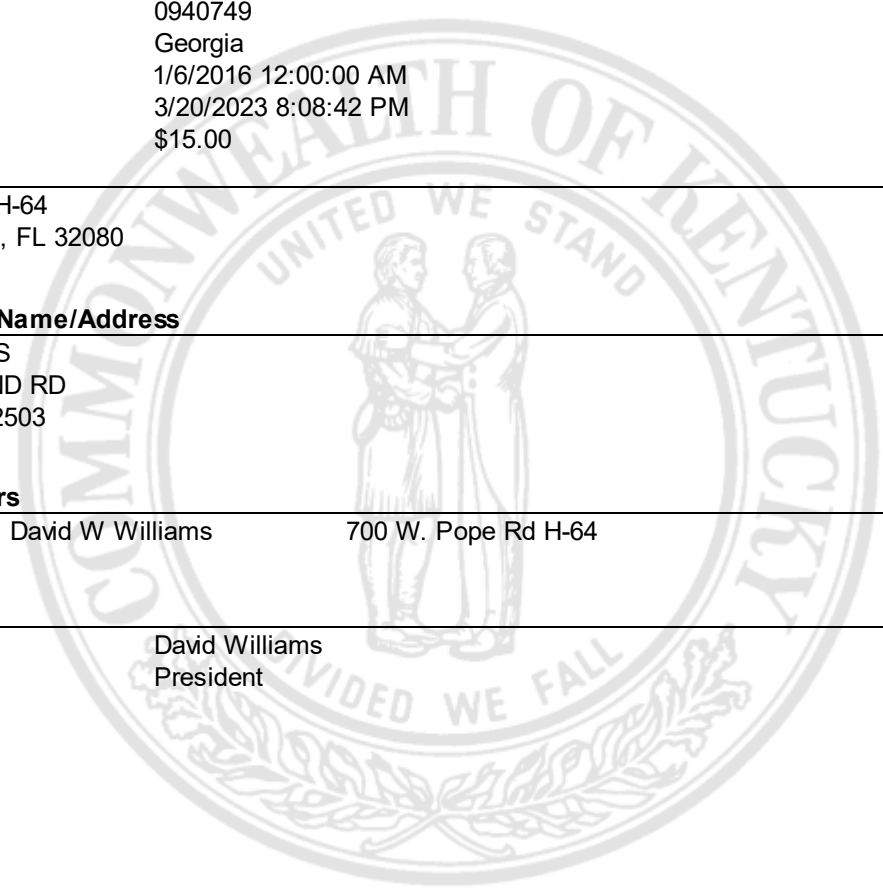 0940749
Georgia
1/6/2016 12:00:00 AM
3/20/2023 8:08:42 PM
$15.00
H-64
, FL 32080
Name/Address
S
ND RD
2503
rs
David W Williams 700 W. Pope Rd H-64
David Williams
President
COMMONWEALTH OF KENTUCKY
UNITED WE STAND
DIVIDED WE FALL